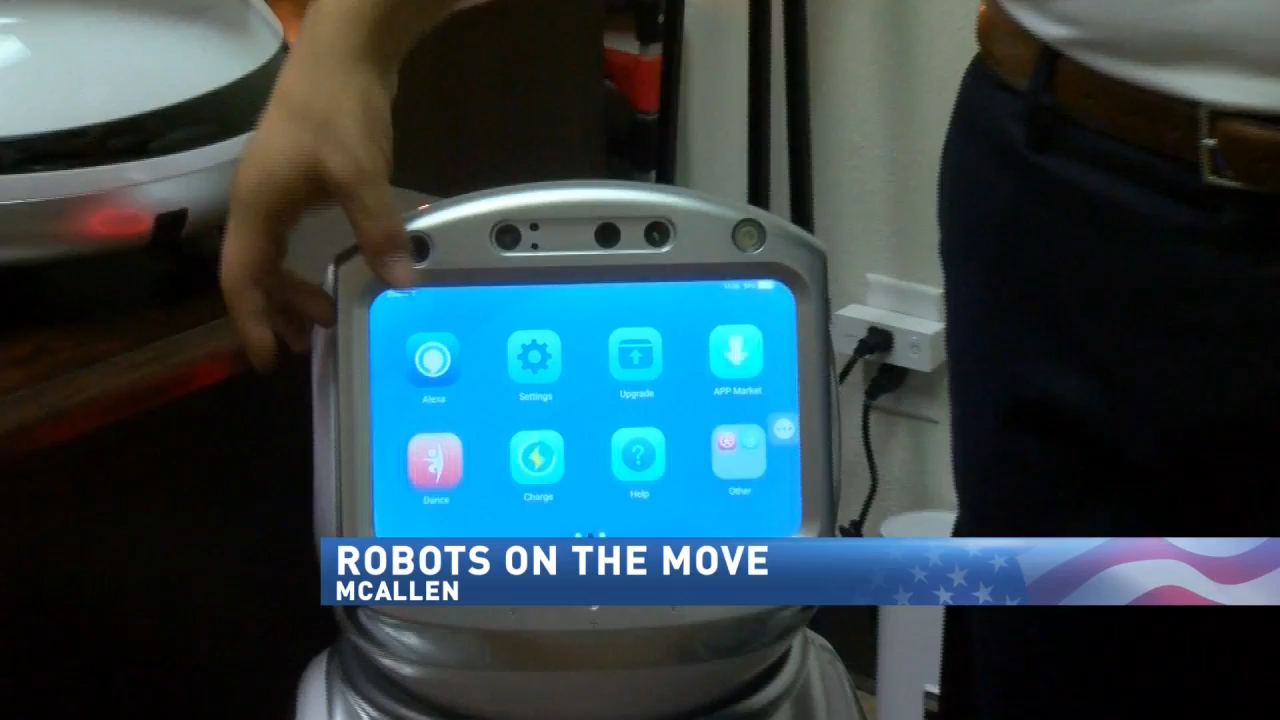 Alexa
Settings
Upgrade
APP Market
Dance
Charge
Help
Other
ROBOTS ON THE MOVE
MCALLEN